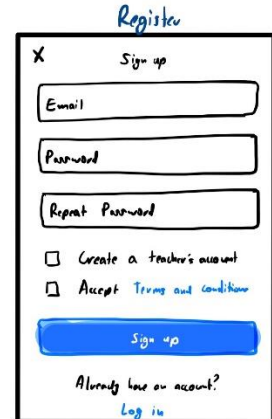 Register
X
Sign up
Email
Password
Repeat Password
Create a teacher's account
Accept Terms and conditions
Sign up
Already have an account?
Log in